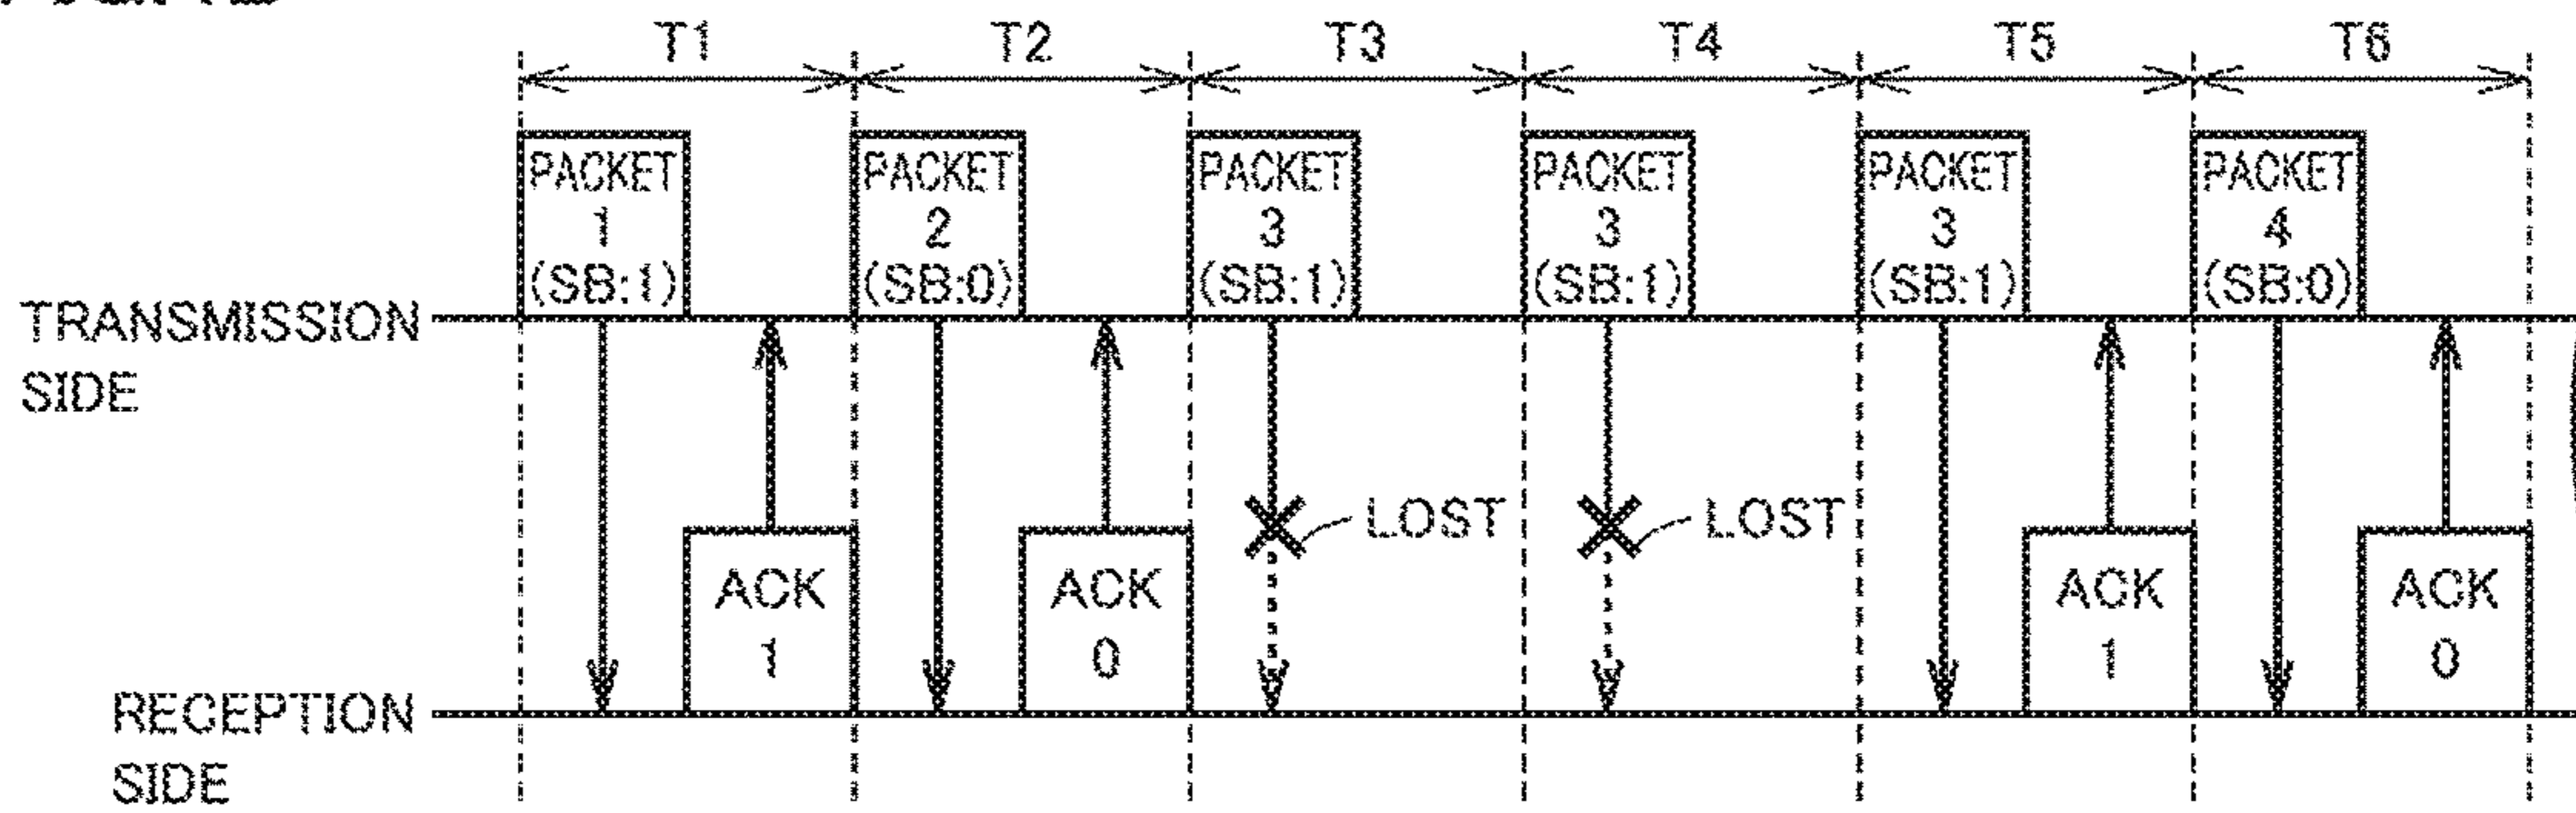 T1 T2 T3 T4 T5 T6
PACKET PACKET PACKET PACKET PACKET PACKET
1 2 3 3 3 4
(SB:1) (SB:0) (SB:1) (SB:1) (SB:1) (SB:0)
TRANSMISSION
SIDE
LOST LOST
ACK ACK ACK ACK
1 0 1 0
RECEPTION
SIDE